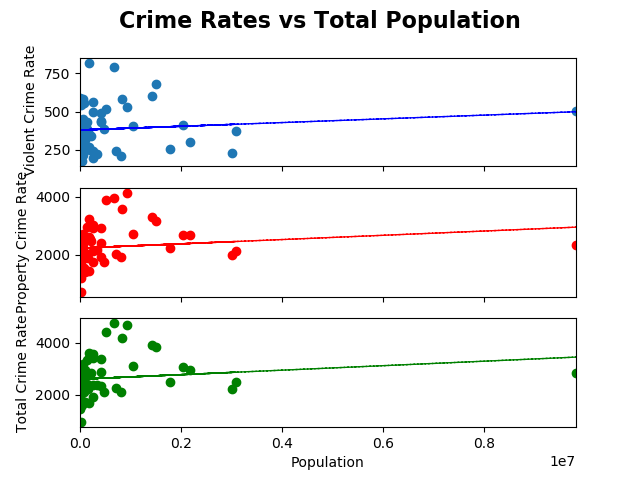 Crime Rates vs Total Population
Violent Crime Rate
750
500
250
Property Crime Rate
4000
2000
Total Crime Rate
4000
2000
0.0 0.2 0.4 0.6 0.8
1e7
Population